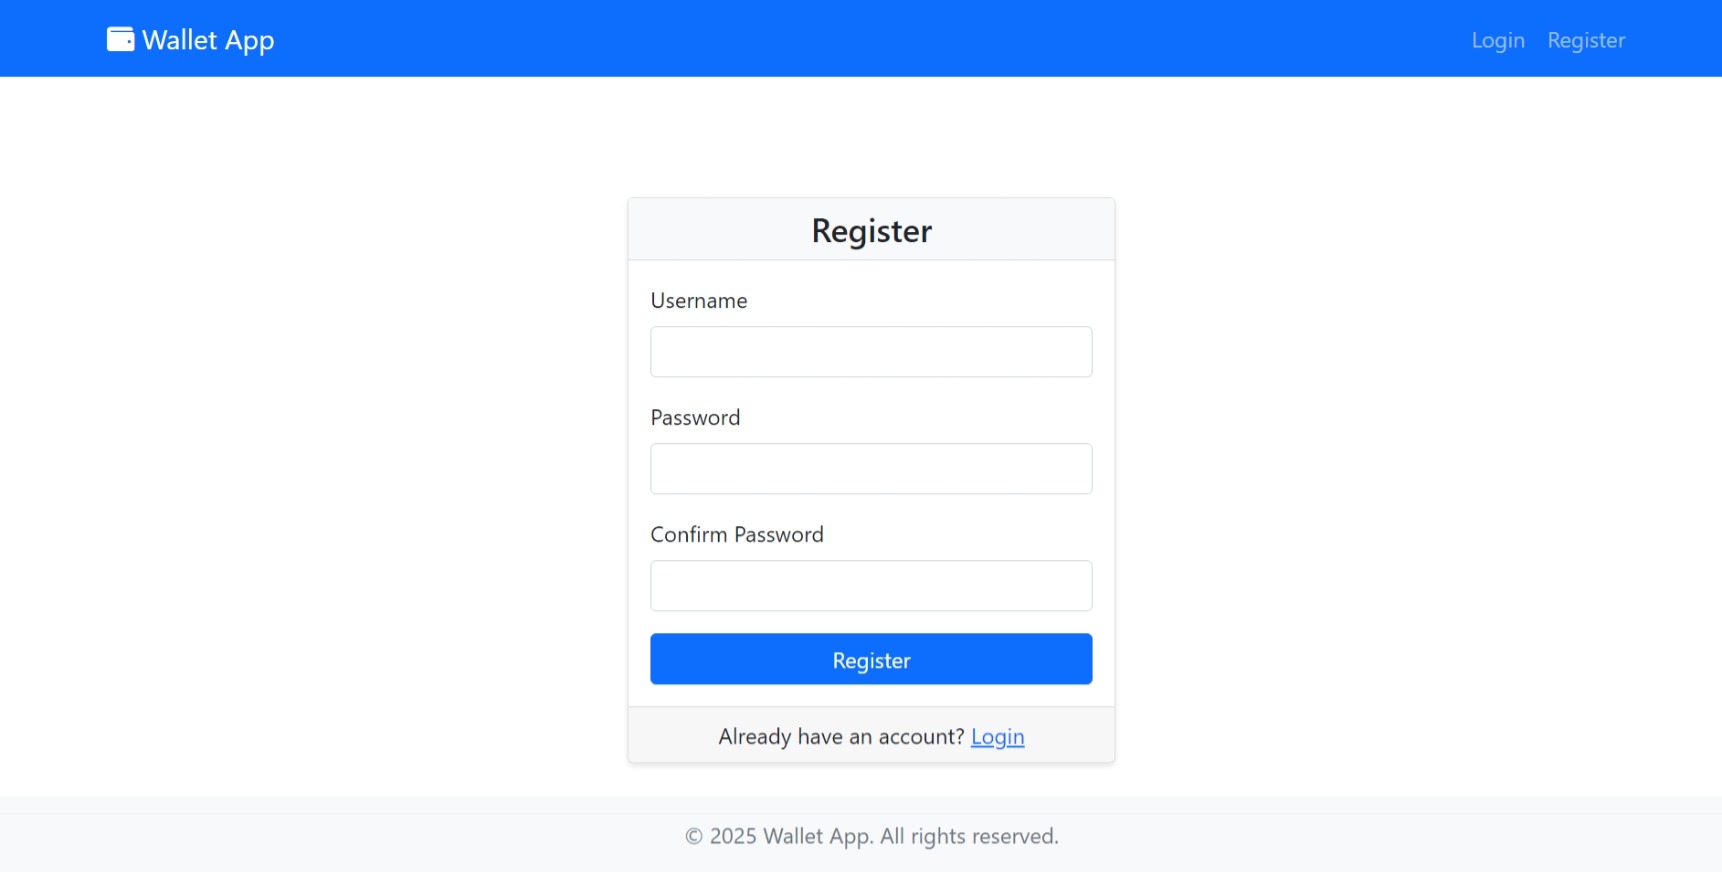 Wallet App
Login Register
Register
Username
Password
Confirm Password
Register
Already have an account? Login
© 2025 Wallet App. All rights reserved.